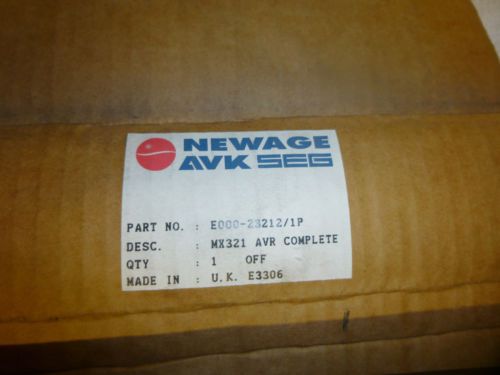 NEWAGE
AVK SEG
PART NO. : E000-23212/1P
DESC. : MX321 AVR COMPLETE
QTY : 1 OFF
MADE IN : U.K. E3306